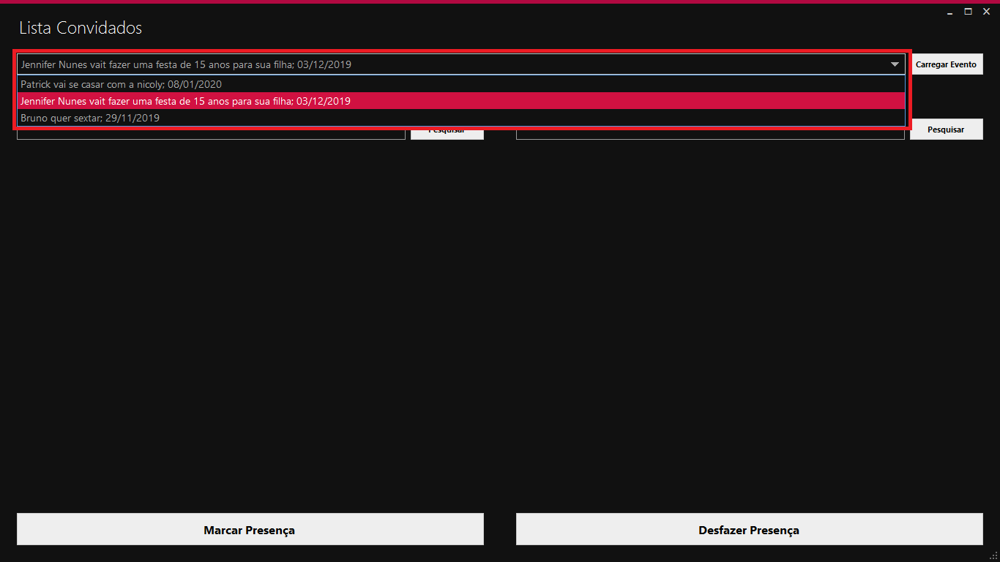 Lista Convidados
Jennifer Nunes vait fazer uma festa de 15 anos para sua filha; 03/12/2019
Carregar Evento
Patrick vai se casar com a nicoly; 08/01/2020
Jennifer Nunes vait fazer uma festa de 15 anos para sua filha; 03/12/2019
Bruno quer sextar; 29/11/2019
Pesquisar
Pesquisar
Marcar Presença
Desfazer Presença